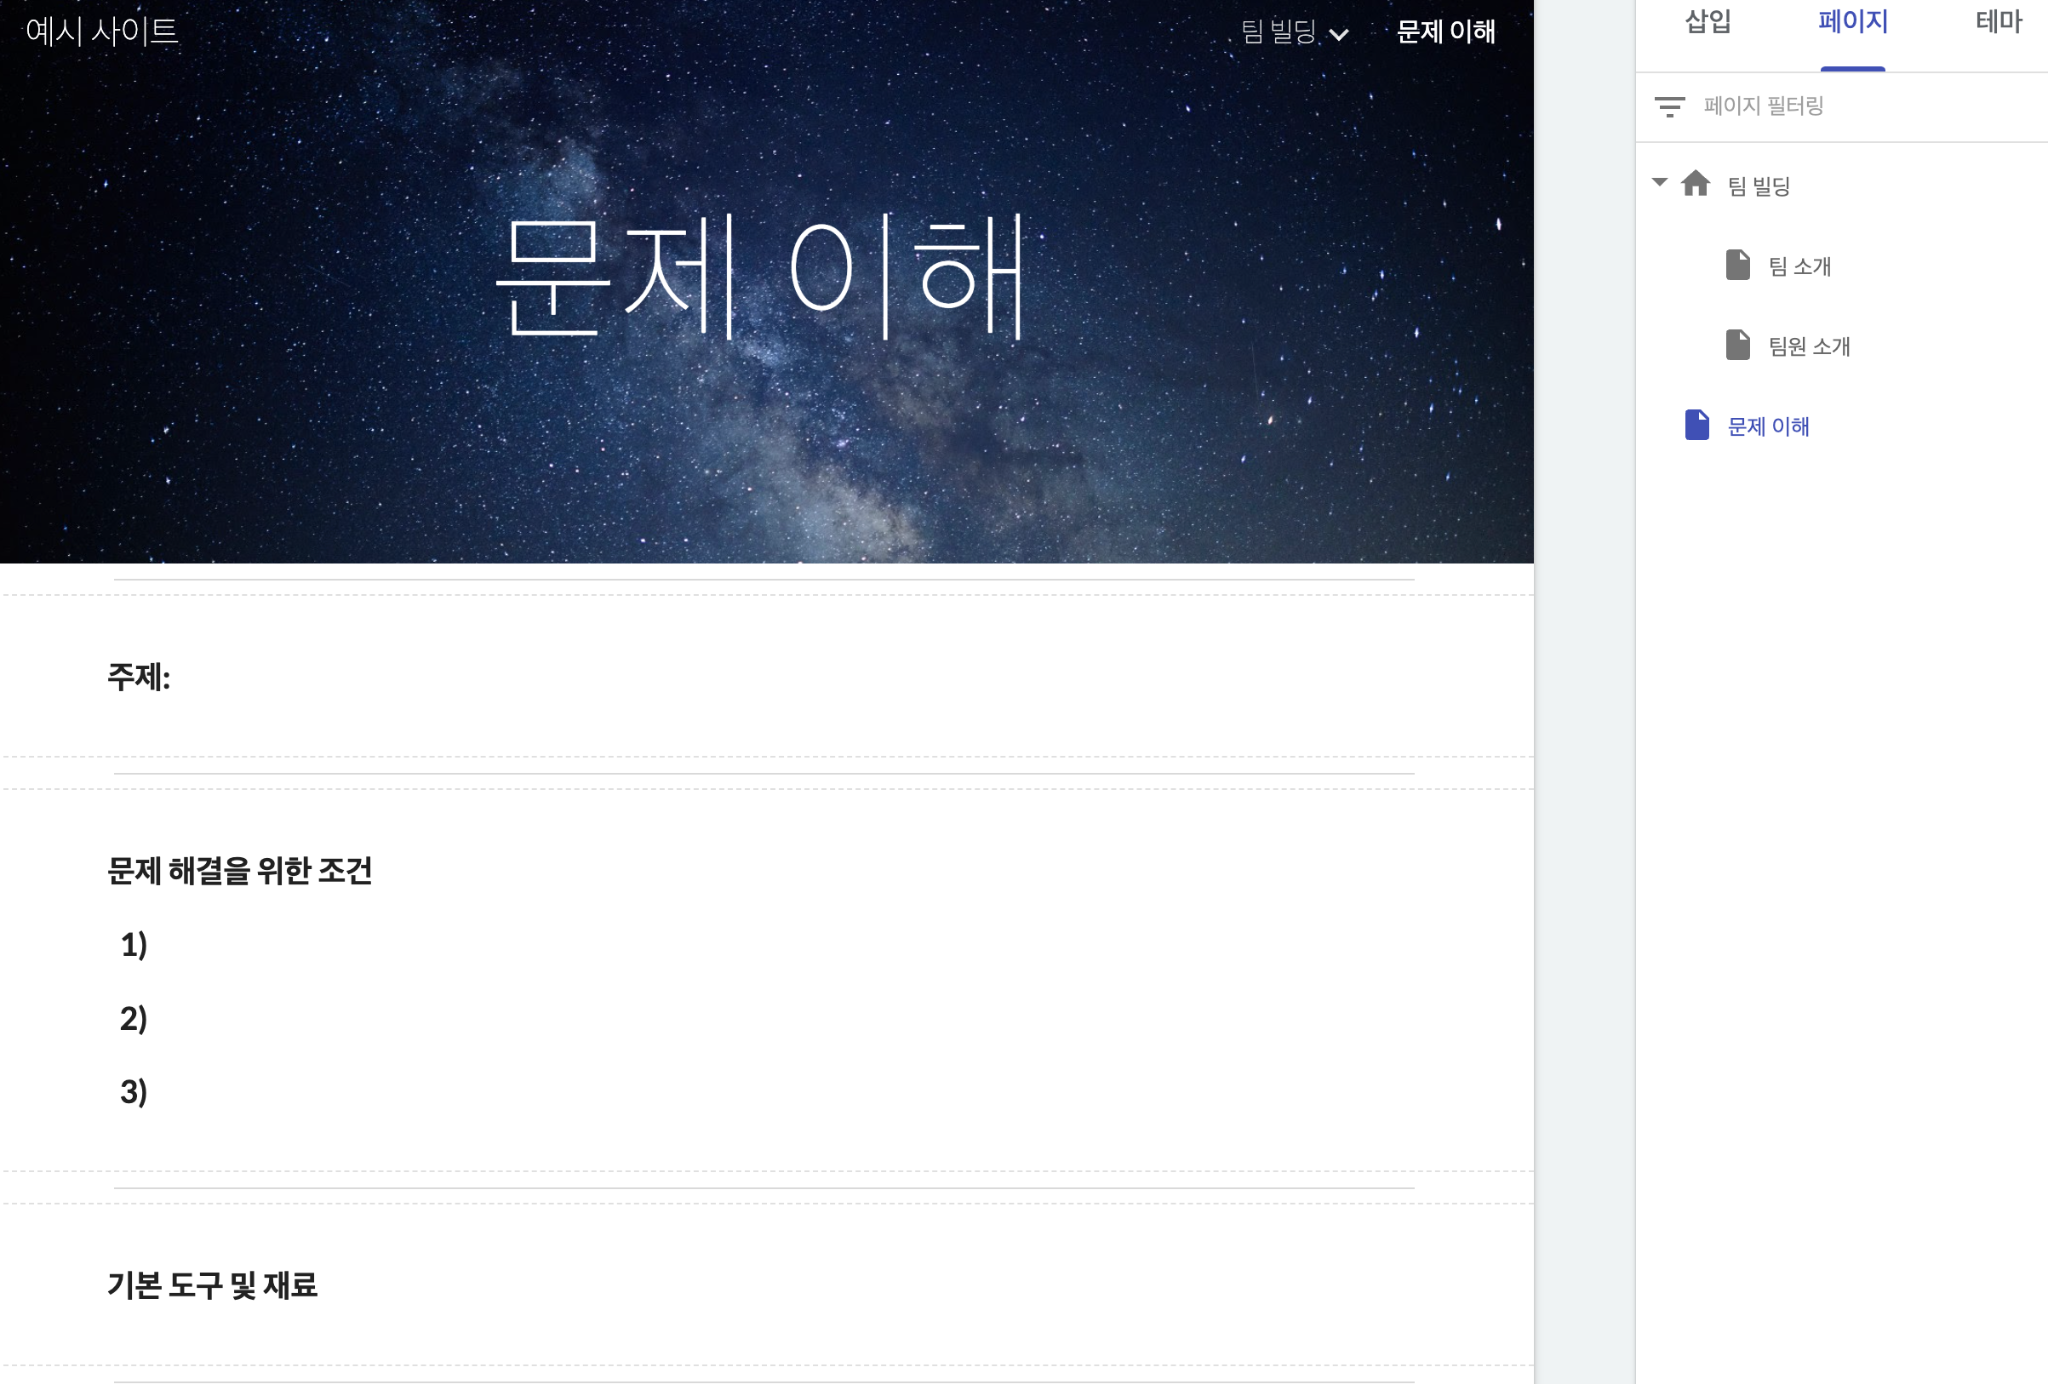 예시 사이트
팀 빌딩
문제 이해
문제 이해
주제:
문제 해결을 위한 조건
1)
2)
3)
기본 도구 및 재료
삽입
페이지
테마
페이지 필터링
팀 빌딩
팀 소개
팀원 소개
문제 이해